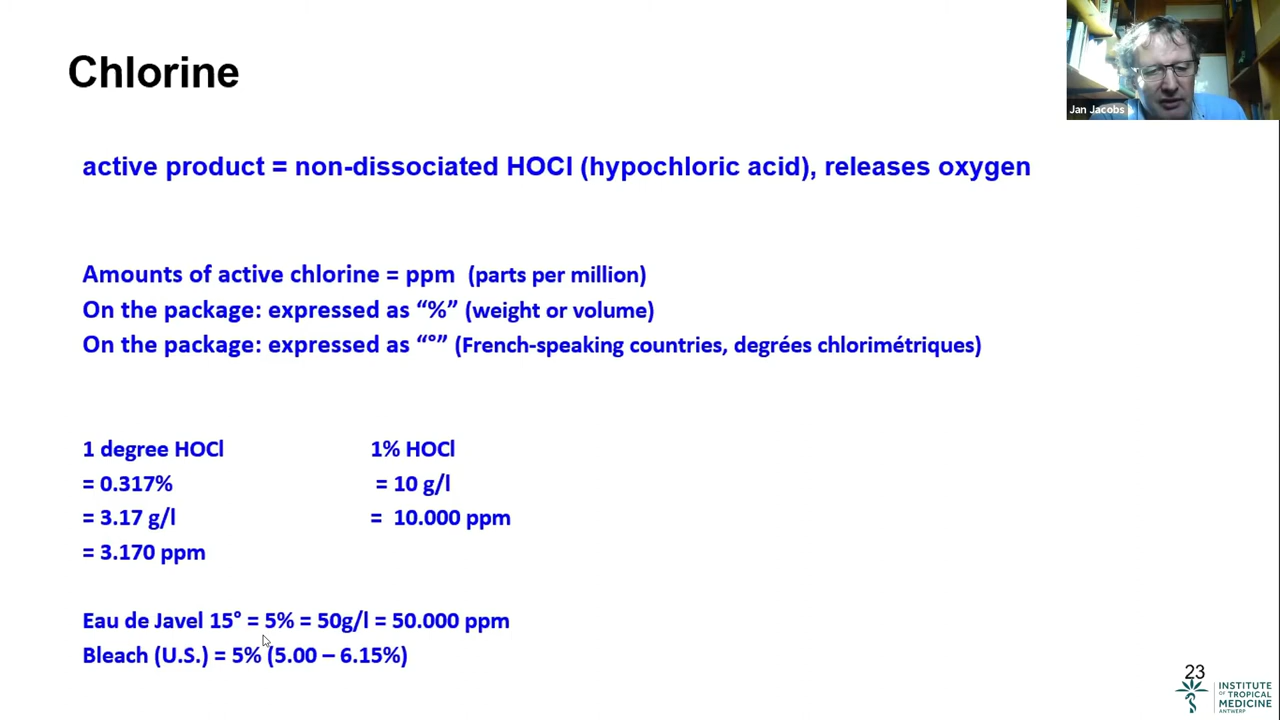 Chlorine
Jan Jacobs
active product = non-dissociated HOCl (hypochloric acid), releases oxygen
Amounts of active chlorine = ppm (parts per million)
On the package: expressed as “%” (weight or volume)
On the package: expressed as “°” (French-speaking countries, degrées chlorimétriques)
1 degree HOCl
= 0.317%
= 3.17 g/l
= 3.170 ppm
1% HOCl
= 10 g/l
= 10.000 ppm
Eau de Javel 15° = 5% = 50g/l = 50.000 ppm
Bleach (U.S.) = 5% (5.00 – 6.15%)
23
INSTITUTE
OF TROPICAL
MEDICINE
ANTWERP